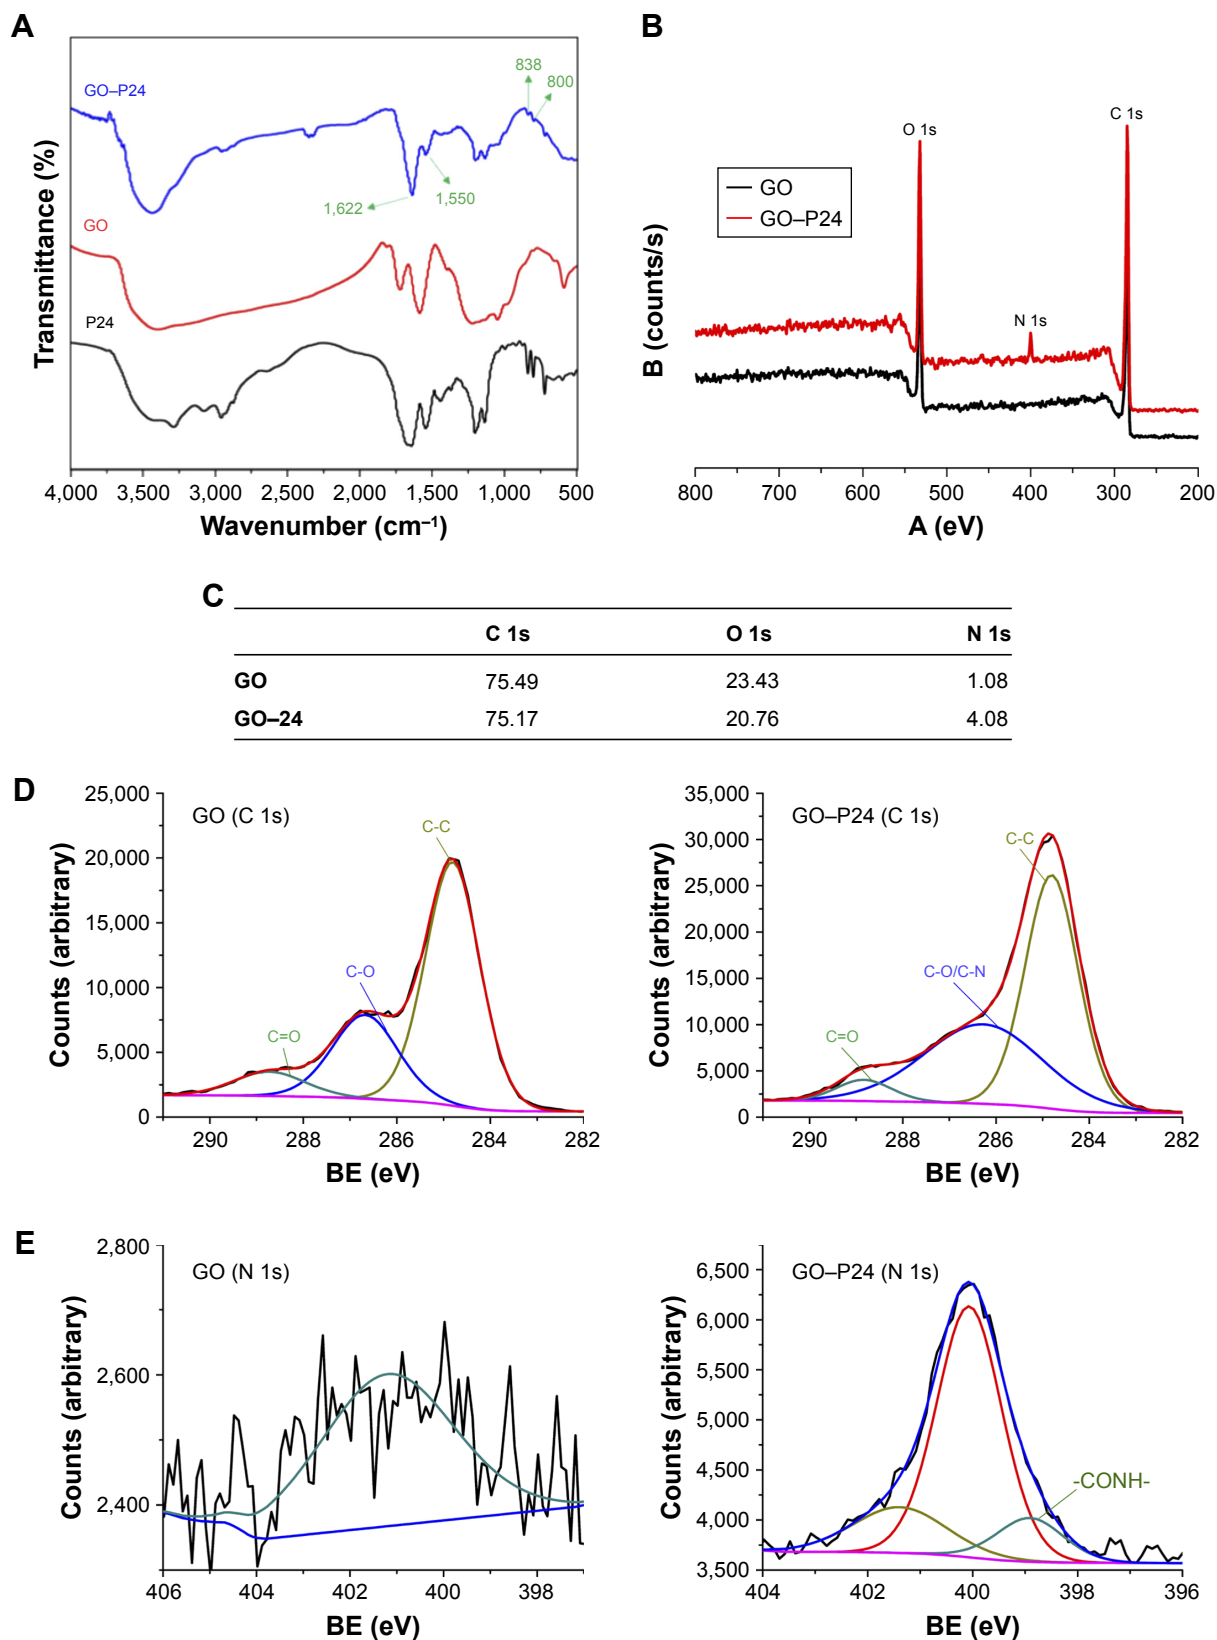 A
GO–P24
838
800
1,622
1,550
GO
P24
Transmittance (%)
4,000 3,500 3,000 2,500 2,000 1,500 1,000 500
Wavenumber (cm⁻¹)
B
O 1s
C 1s
N 1s
GO
GO–P24
B (counts/s)
800 700 600 500 400 300 200
A (eV)
C
C 1s O 1s N 1s
GO 75.49 23.43 1.08
GO–24 75.17 20.76 4.08
D
GO (C 1s)
C-C
C-O
C=O
Counts (arbitrary)
25,000
20,000
15,000
10,000
5,000
0
290 288 286 284 282
BE (eV)
GO–P24 (C 1s)
C-C
C-O/C-N
C=O
Counts (arbitrary)
35,000
30,000
25,000
20,000
15,000
10,000
5,000
0
290 288 286 284 282
BE (eV)
E
GO (N 1s)
Counts (arbitrary)
2,800
2,600
2,400
406 404 402 400 398
BE (eV)
GO–P24 (N 1s)
-CONH-
Counts (arbitrary)
6,500
6,000
5,500
5,000
4,500
4,000
3,500
404 402 400 398 396
BE (eV)